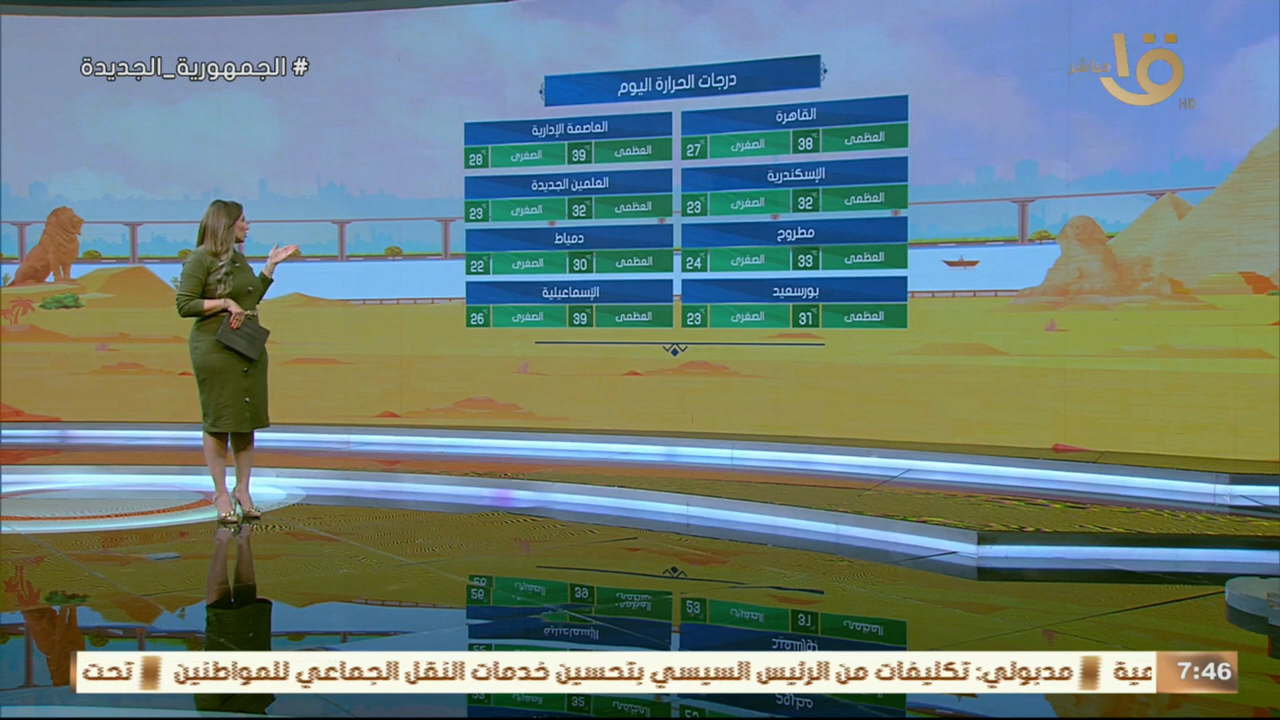 #الجمهورية_الجديدة
مباشر
HD
درجات الحرارة اليوم
القاهرة
العظمى 38 الصغرى 27
العاصمة الإدارية
العظمى 39 الصغرى 28
الإسكندرية
العظمى 32 الصغرى 23
العلمين الجديدة
العظمى 32 الصغرى 23
مطروح
العظمى 33 الصغرى 24
دمياط
العظمى 30 الصغرى 22
بورسعيد
العظمى 31 الصغرى 23
الإسماعيلية
العظمى 39 الصغرى 26
7:46
مدبولي: تكليفات من الرئيس السيسي بتحسين خدمات النقل الجماعي للمواطنين تحت